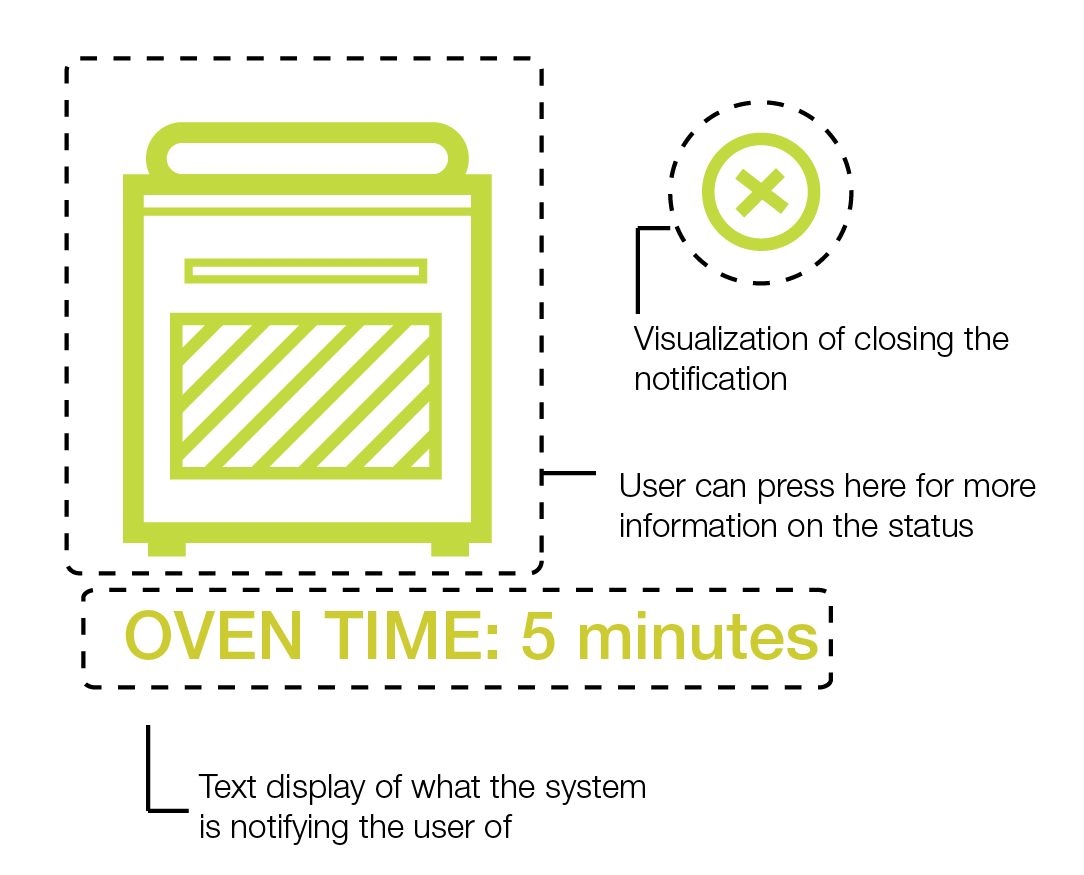 Visualization of closing the
notification
User can press here for more
information on the status
OVEN TIME: 5 minutes
Text display of what the system
is notifying the user of